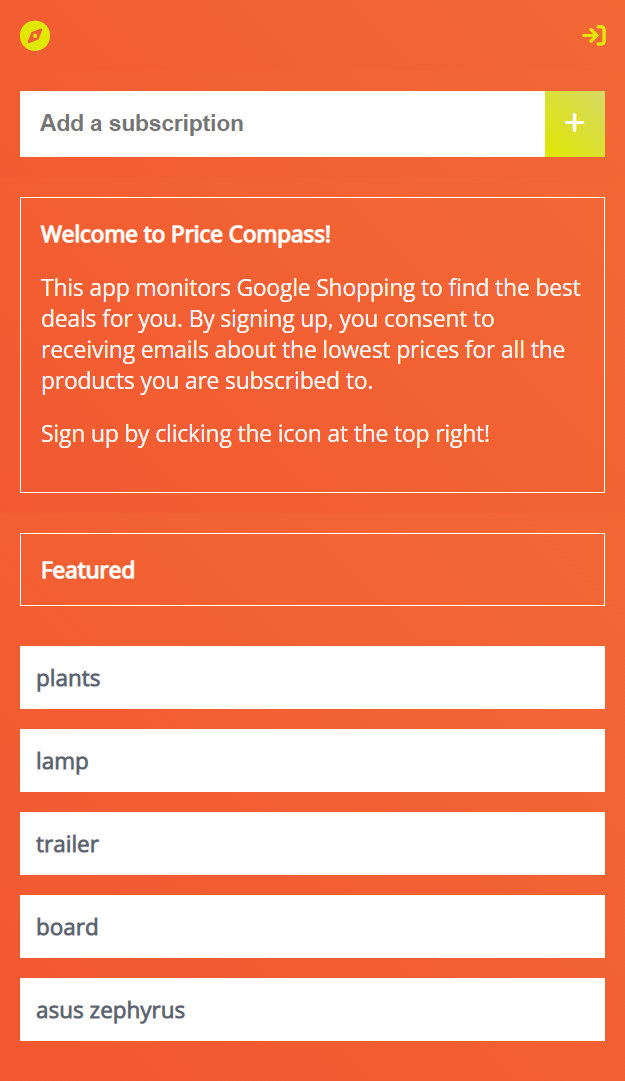 Add a subscription
Welcome to Price Compass!
This app monitors Google Shopping to find the best
deals for you. By signing up, you consent to
receiving emails about the lowest prices for all the
products you are subscribed to.
Sign up by clicking the icon at the top right!
Featured
plants
lamp
trailer
board
asus zephyrus